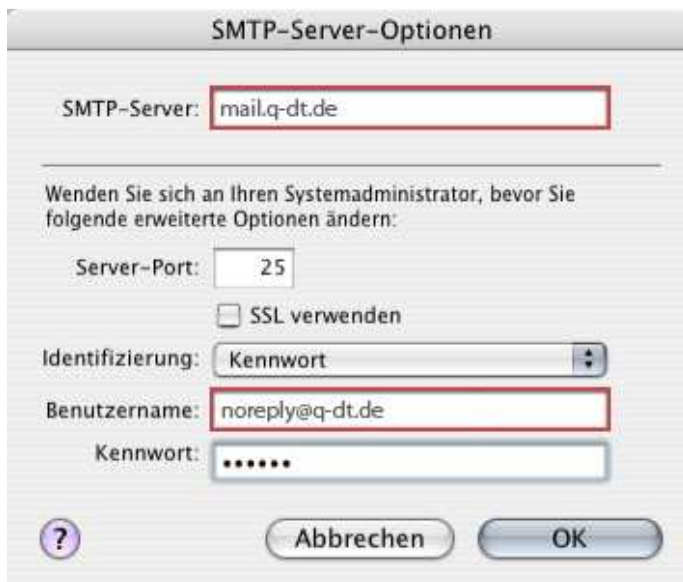 SMTP-Server-Optionen
SMTP-Server: mail.q-dt.de
Wenden Sie sich an Ihren Systemadministrator, bevor Sie
folgende erweiterte Optionen ändern:
Server-Port: 25
SSL verwenden
Identifizierung: Kennwort
Benutzername: noreply@q-dt.de
Kennwort: ••••••
? Abbrechen OK